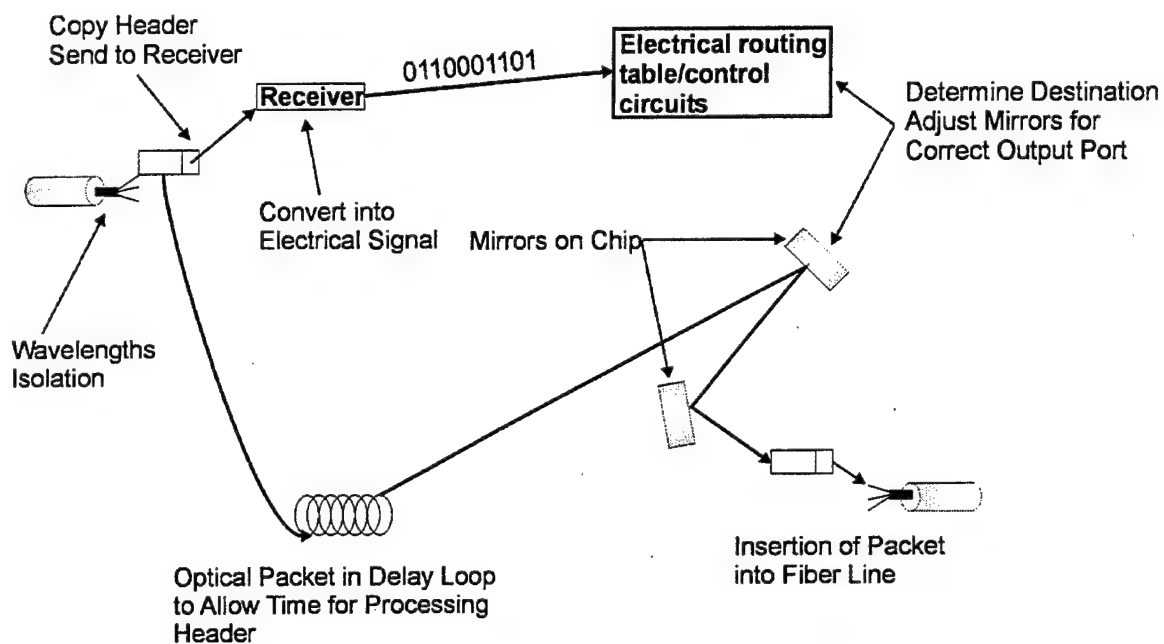 Copy Header
Send to Receiver
Receiver
0110001101
Electrical routing
table/control
circuits
Determine Destination
Adjust Mirrors for
Correct Output Port
Convert into
Electrical Signal
Mirrors on Chip
Wavelengths
Isolation
Optical Packet in Delay Loop
to Allow Time for Processing
Header
Insertion of Packet
into Fiber Line